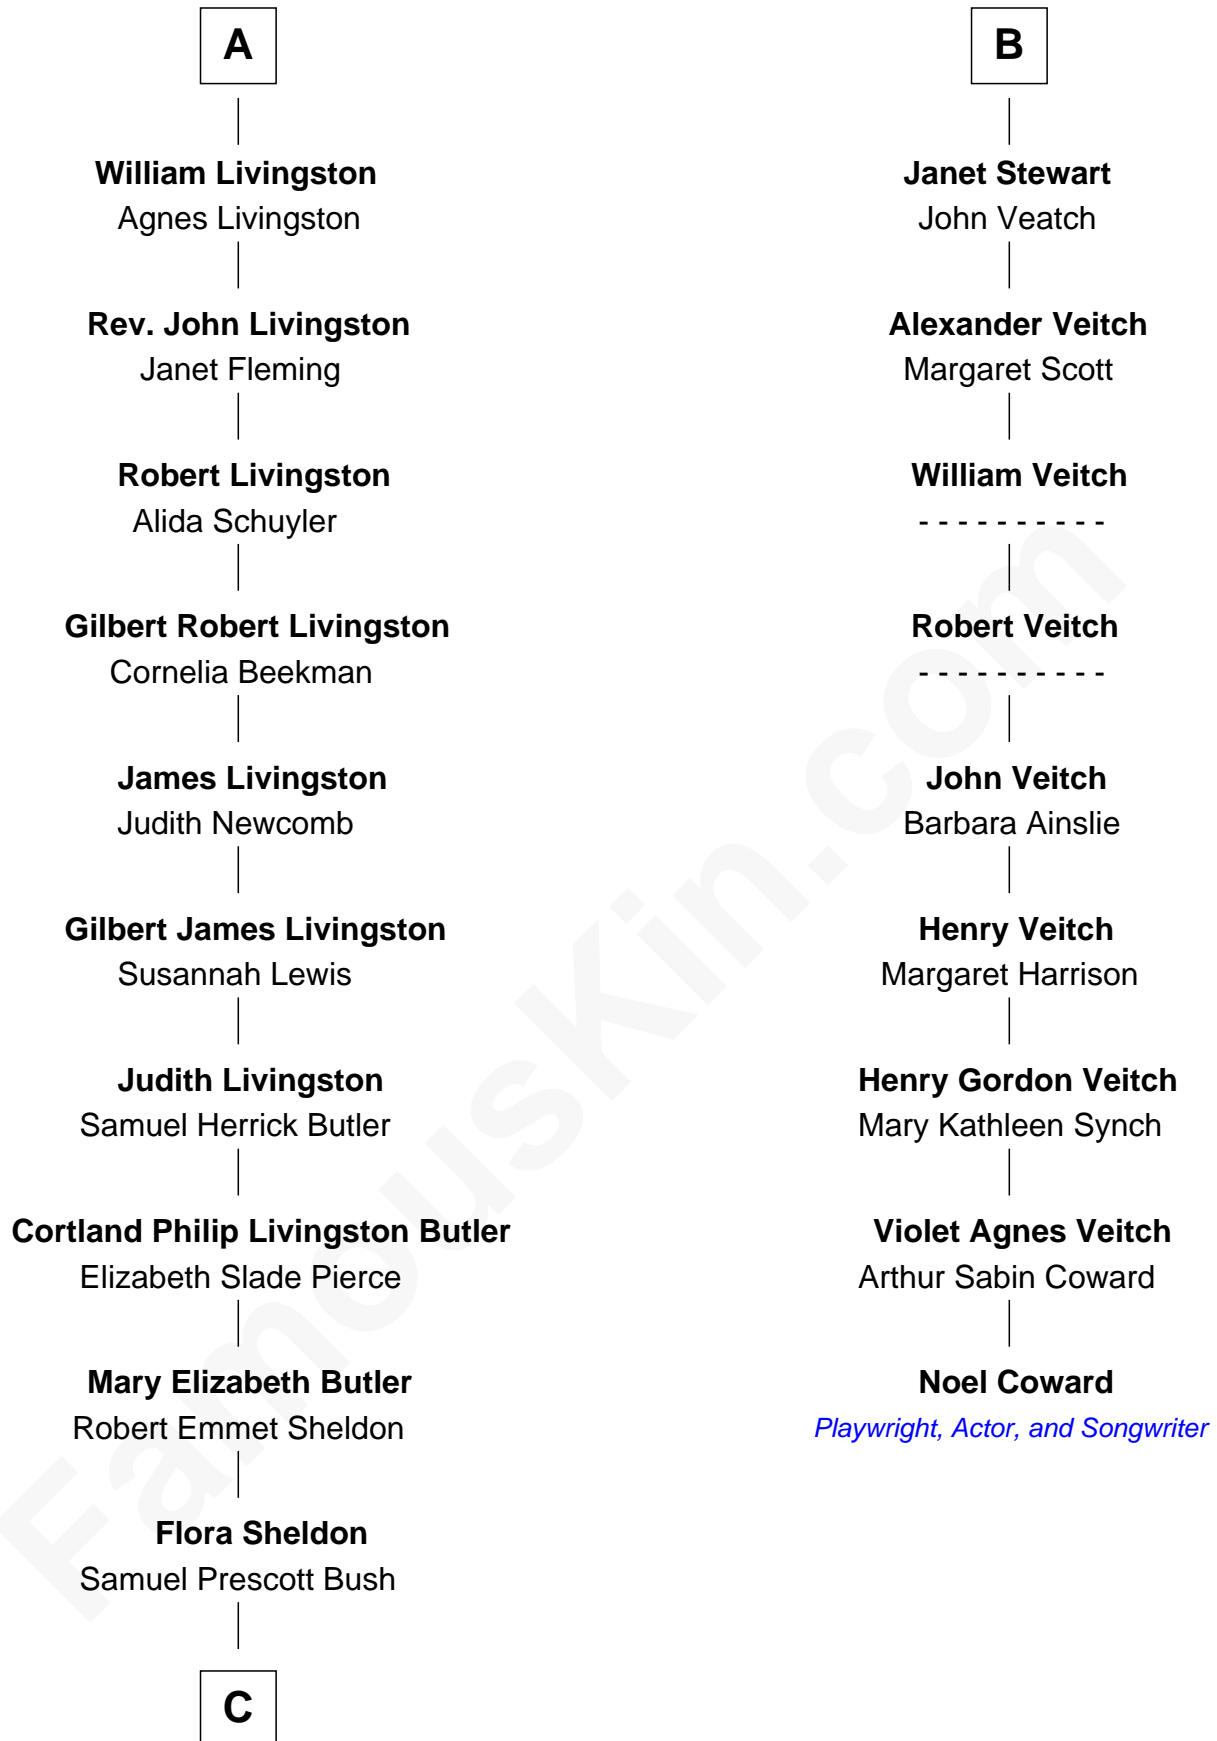 A
William Livingston
Agnes Livingston
Rev. John Livingston
Janet Fleming
Robert Livingston
Alida Schuyler
Gilbert Robert Livingston
Cornelia Beekman
James Livingston
Judith Newcomb
Gilbert James Livingston
Susannah Lewis
Judith Livingston
Samuel Herrick Butler
Cortland Philip Livingston Butler
Elizabeth Slade Pierce
Mary Elizabeth Butler
Robert Emmet Sheldon
Flora Sheldon
Samuel Prescott Bush
C
B
Janet Stewart
John Veatch
Alexander Veitch
Margaret Scott
William Veitch
- - - - - - - - - -
Robert Veitch
- - - - - - - - - -
John Veitch
Barbara Ainslie
Henry Veitch
Margaret Harrison
Henry Gordon Veitch
Mary Kathleen Synch
Violet Agnes Veitch
Arthur Sabin Coward
Noel Coward
Playwright, Actor, and Songwriter
FamousKin.com